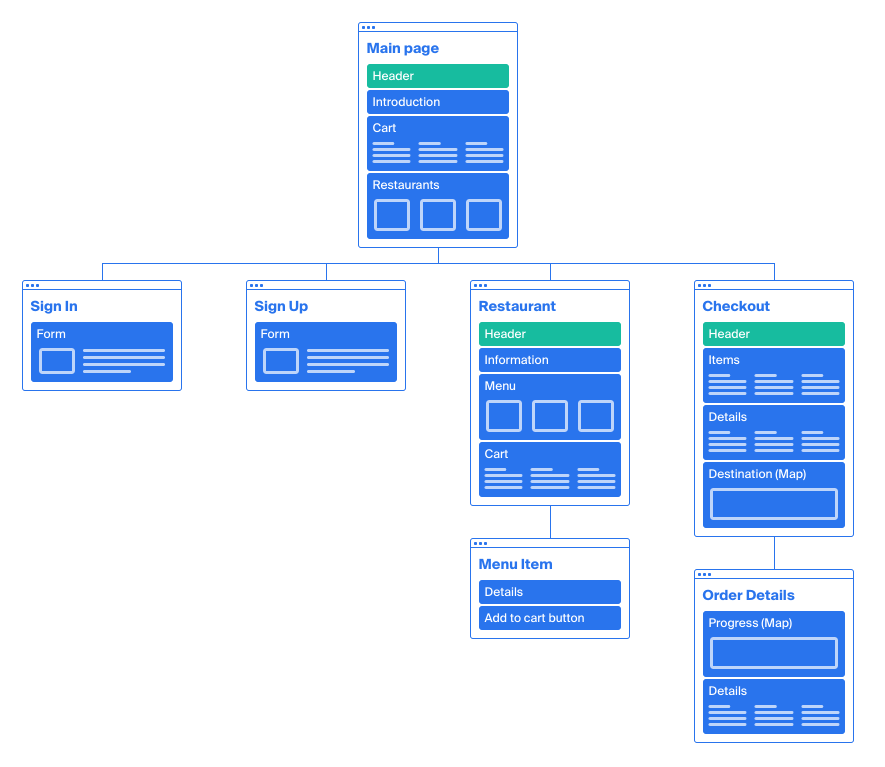 Main page
Header
Introduction
Cart
Restaurants
Sign In
Form
Sign Up
Form
Restaurant
Header
Information
Menu
Cart
Checkout
Header
Items
Details
Destination (Map)
Menu Item
Details
Add to cart button
Order Details
Progress (Map)
Details